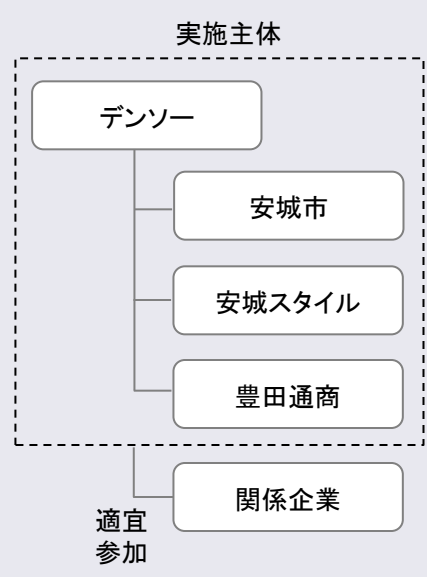 実施主体
デンソー
安城市
安城スタイル
豊田通商
関係企業
適宜
参加